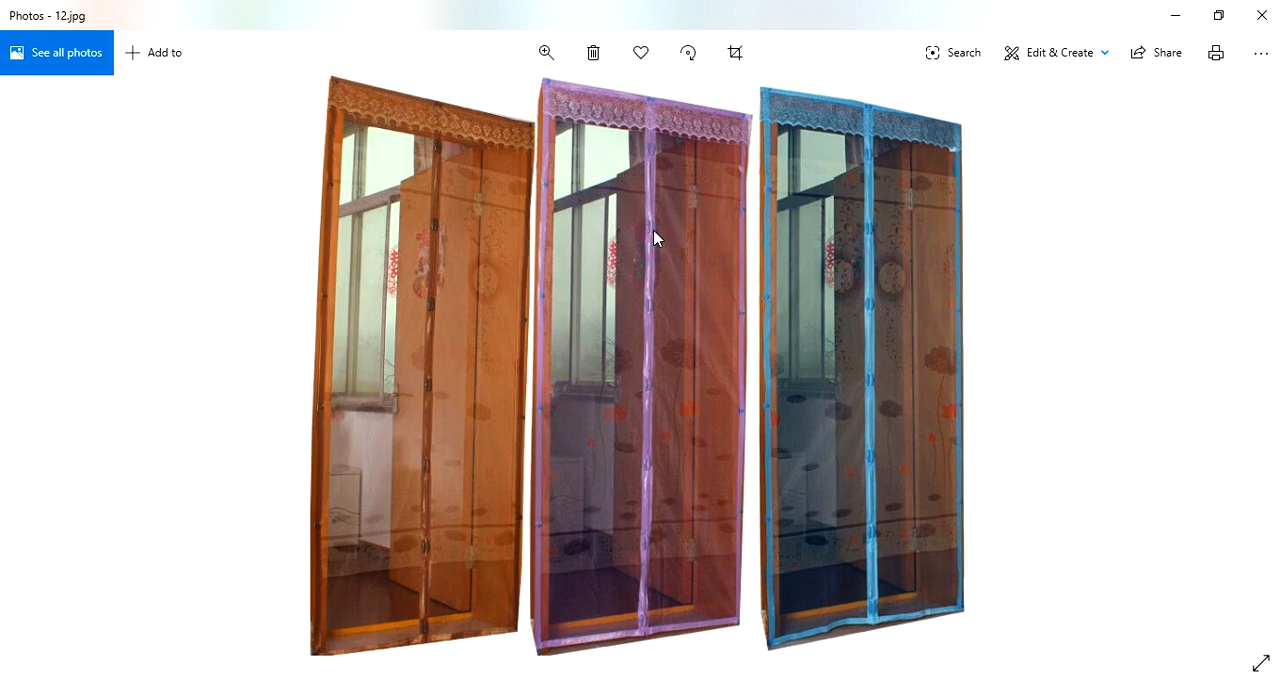 Photos - 12.jpg
See all photos
Add to
Search
Edit & Create
Share